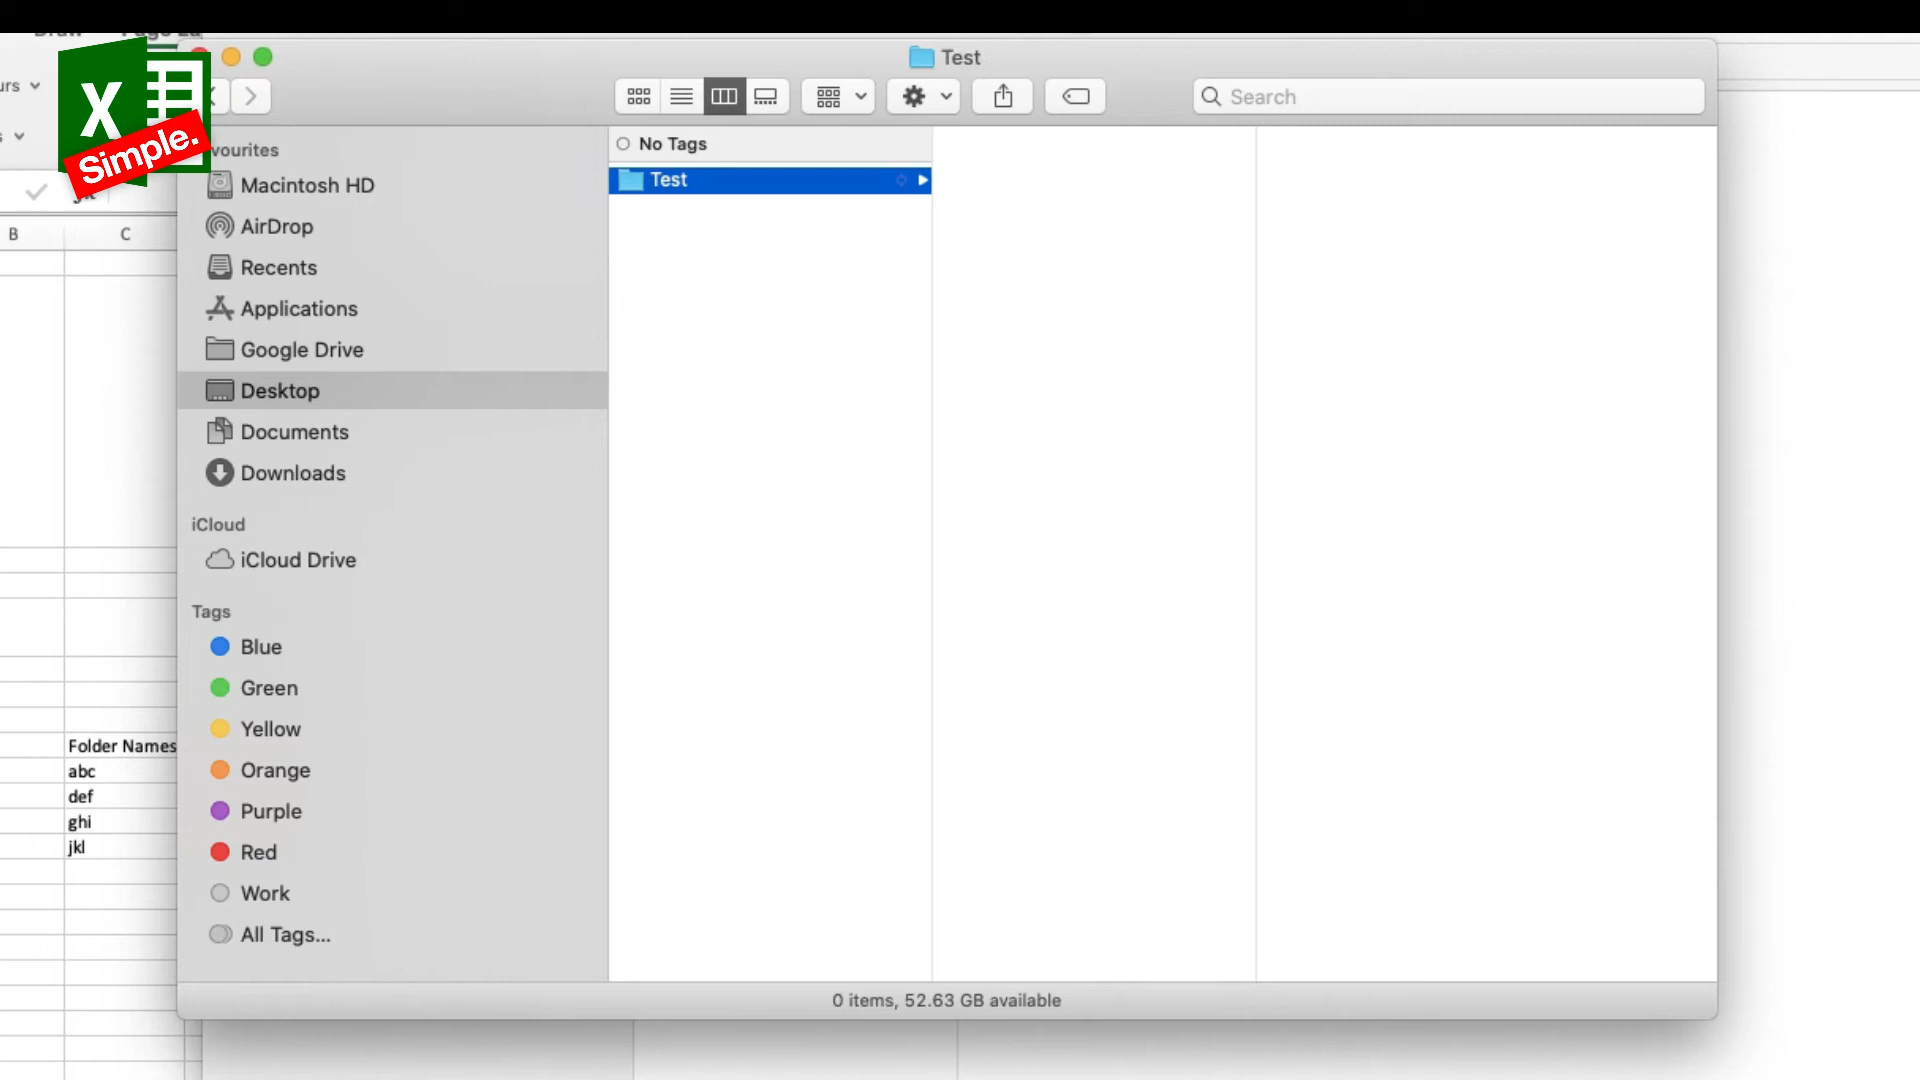 Test
X
Simple.
Search
No Tags
Test
Macintosh HD
AirDrop
Recents
Applications
Google Drive
Desktop
Documents
Downloads
iCloud
iCloud Drive
Tags
Blue
Green
Yellow
Orange
Purple
Red
Work
All Tags...
B
C
Folder Names
abc
def
ghi
jkl
0 items, 52.63 GB available